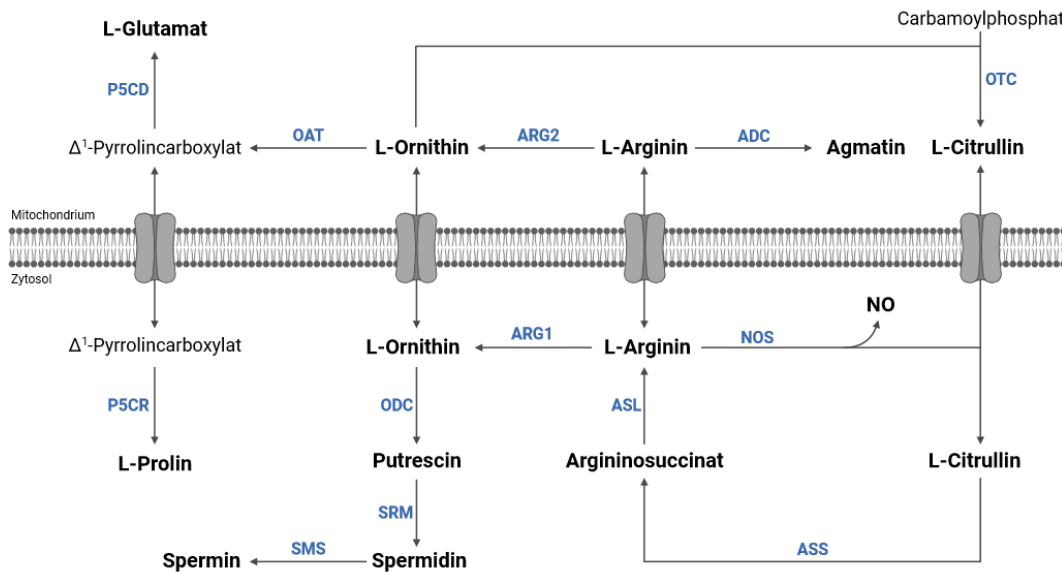 Carbamoylphosphat
L-Glutamat
P5CD
OTC
Δ¹-Pyrrolincarboxylat
OAT
L-Ornithin
ARG2
L-Arginin
ADC
Agmatin
L-Citrullin
Mitochondrium
Zytosol
NO
Δ¹-Pyrrolincarboxylat
L-Ornithin
ARG1
L-Arginin
NOS
P5CR
ODC
ASL
L-Prolin
Putrescin
Argininosuccinat
L-Citrullin
SRM
Spermin
SMS
Spermidin
ASS